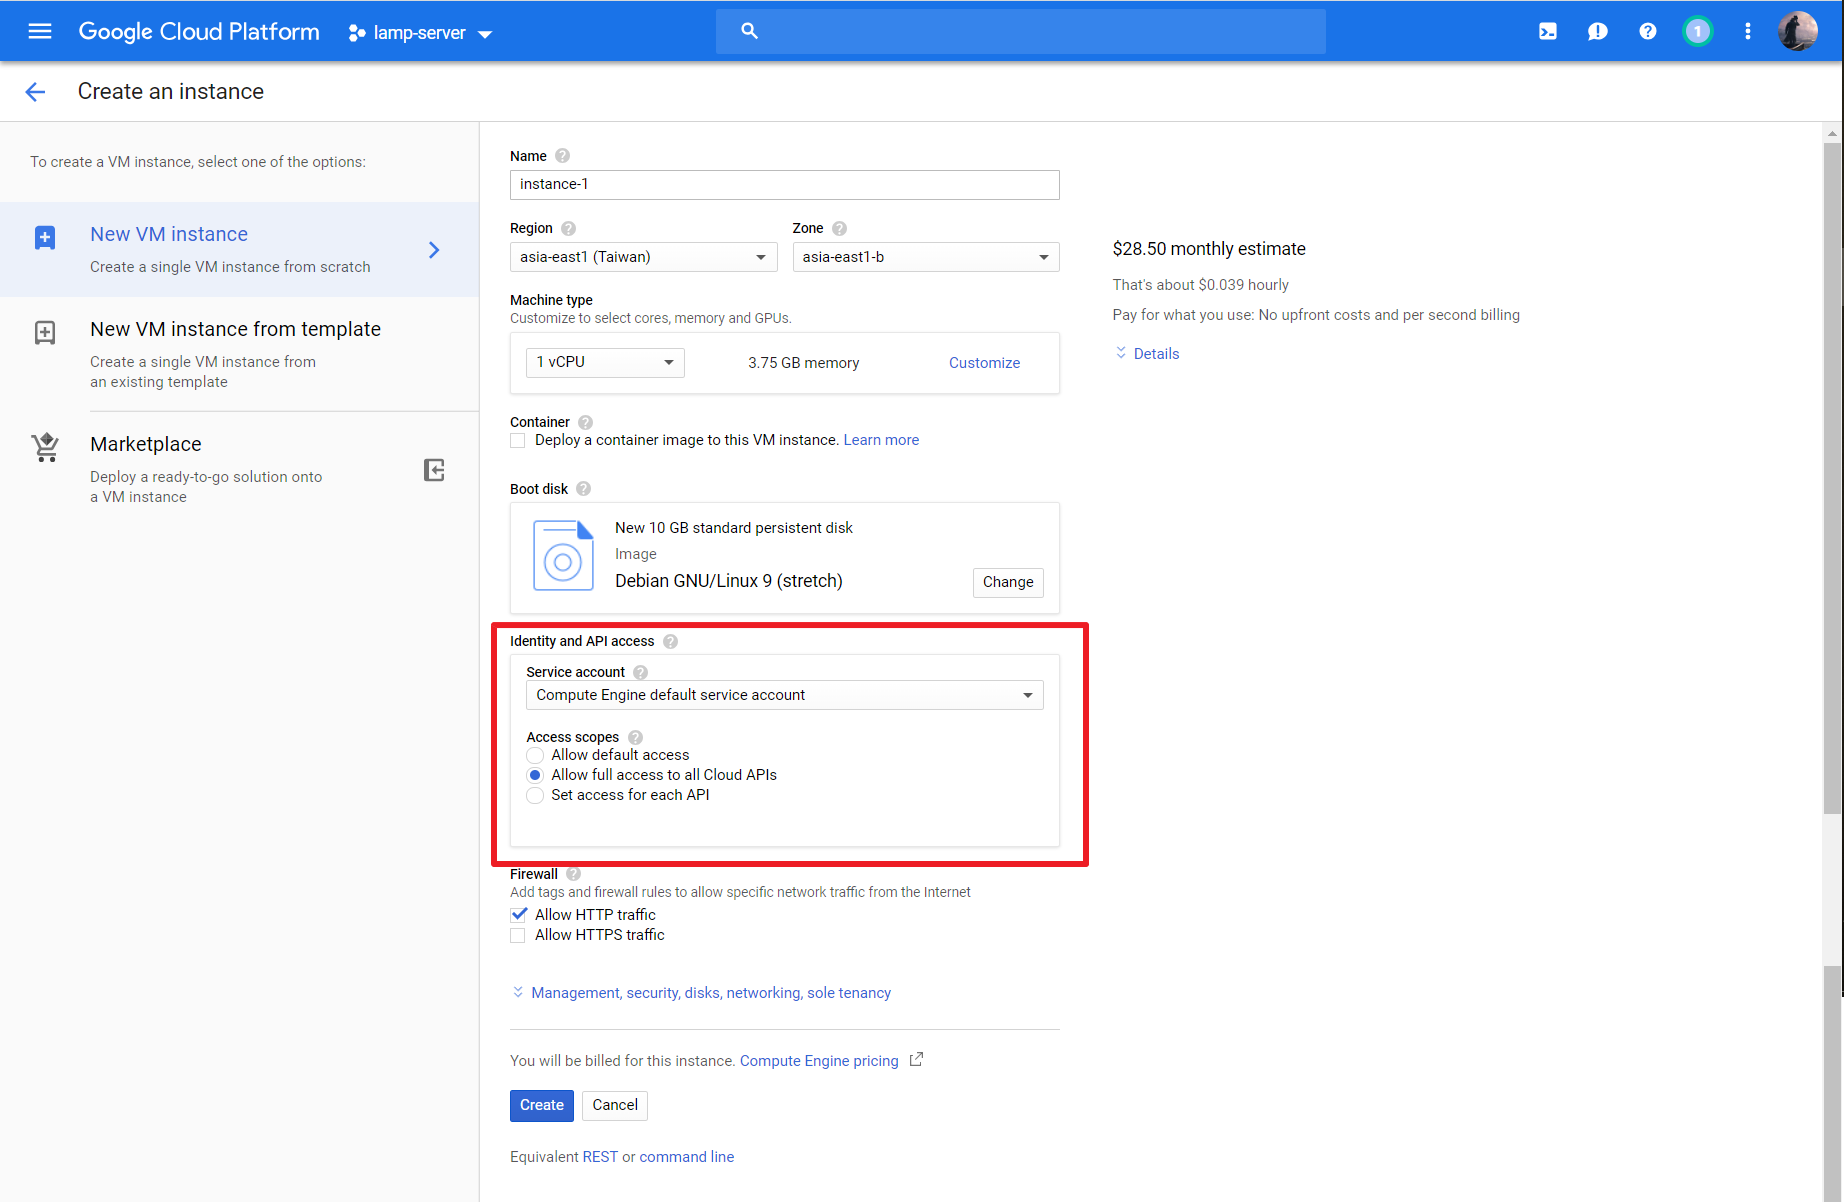 Google Cloud Platform
lamp-server
1
Create an instance
To create a VM instance, select one of the options:
New VM instance
Create a single VM instance from scratch
New VM instance from template
Create a single VM instance from
an existing template
Marketplace
Deploy a ready-to-go solution onto
a VM instance
Name
instance-1
Region
Zone
asia-east1 (Taiwan)
asia-east1-b
Machine type
Customize to select cores, memory and GPUs.
1 vCPU
3.75 GB memory
Customize
Container
Deploy a container image to this VM instance. Learn more
Boot disk
New 10 GB standard persistent disk
Image
Debian GNU/Linux 9 (stretch)
Change
Identity and API access
Service account
Compute Engine default service account
Access scopes
Allow default access
Allow full access to all Cloud APIs
Set access for each API
Firewall
Add tags and firewall rules to allow specific network traffic from the Internet
Allow HTTP traffic
Allow HTTPS traffic
Management, security, disks, networking, sole tenancy
You will be billed for this instance. Compute Engine pricing
Create
Cancel
Equivalent REST or command line
$28.50 monthly estimate
That's about $0.039 hourly
Pay for what you use: No upfront costs and per second billing
Details